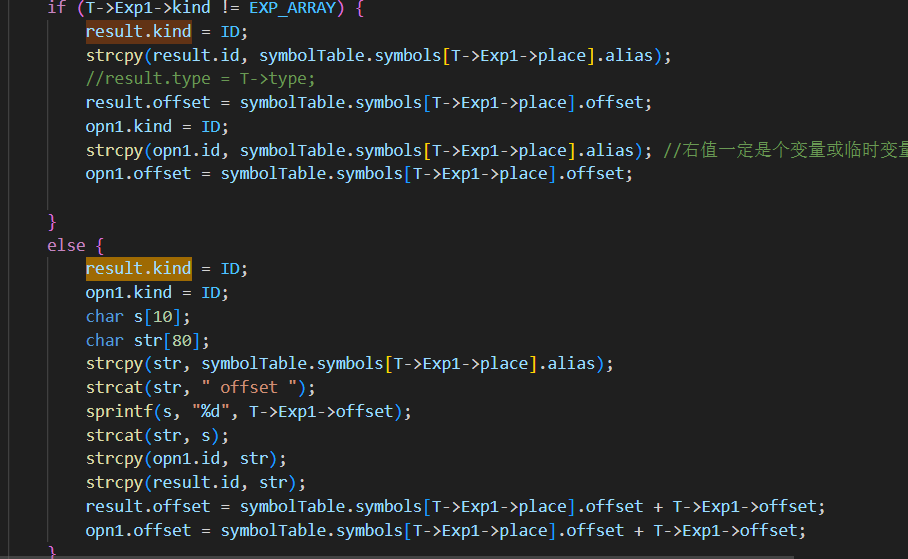 if (T->Exp1->kind != EXP_ARRAY) {
result.kind = ID;
strcpy(result.id, symbolTable.symbols[T->Exp1->place].alias);
//result.type = T->type;
result.offset = symbolTable.symbols[T->Exp1->place].offset;
opn1.kind = ID;
strcpy(opn1.id, symbolTable.symbols[T->Exp1->place].alias); //右值一定是个变量或临时变量
opn1.offset = symbolTable.symbols[T->Exp1->place].offset;
}
else {
result.kind = ID;
opn1.kind = ID;
char s[10];
char str[80];
strcpy(str, symbolTable.symbols[T->Exp1->place].alias);
strcat(str, " offset ");
sprintf(s, "%d", T->Exp1->offset);
strcat(str, s);
strcpy(opn1.id, str);
strcpy(result.id, str);
result.offset = symbolTable.symbols[T->Exp1->place].offset + T->Exp1->offset;
opn1.offset = symbolTable.symbols[T->Exp1->place].offset + T->Exp1->offset;
}